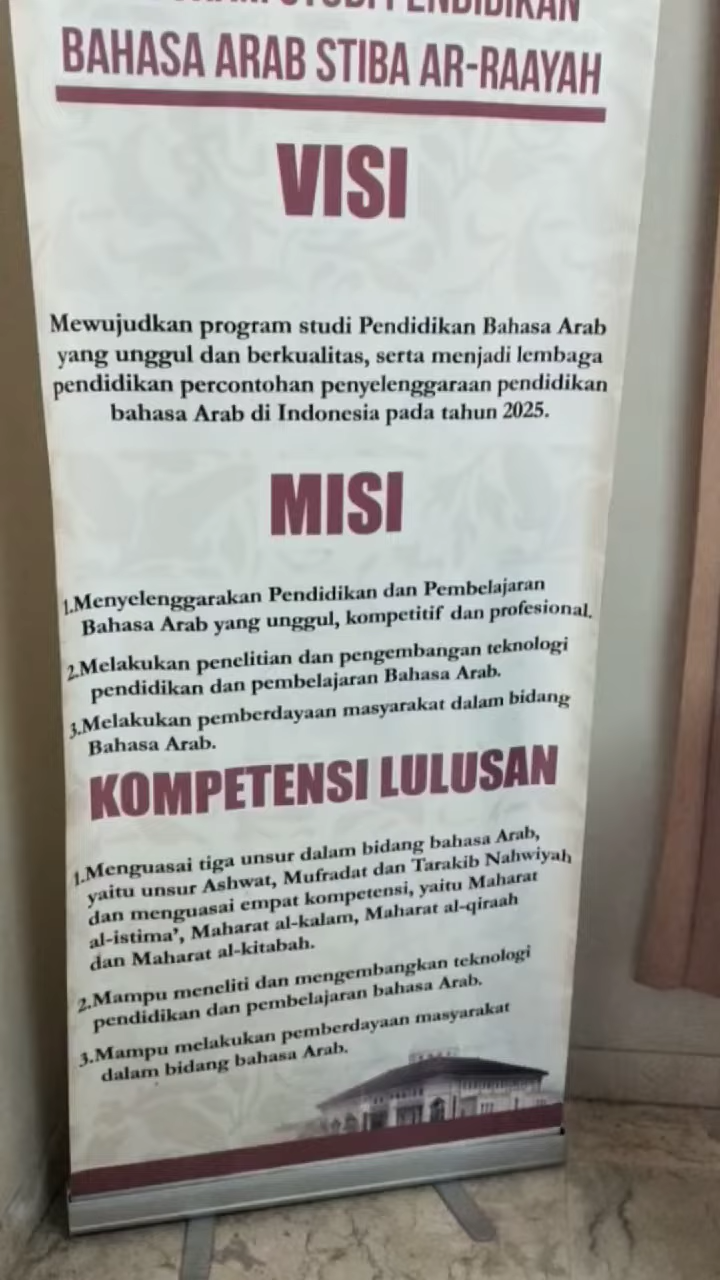 STUDI PENDIDIKAN
BAHASA ARAB STIBA AR-RAAYAH
VISI
Mewujudkan program studi Pendidikan Bahasa Arab
yang unggul dan berkualitas, serta menjadi lembaga
pendidikan percontohan penyelenggaraan pendidikan
bahasa Arab di Indonesia pada tahun 2025.
MISI
1.Menyelenggarakan Pendidikan dan Pembelajaran
Bahasa Arab yang unggul, kompetitif dan profesional.
2.Melakukan penelitian dan pengembangan teknologi
pendidikan dan pembelajaran Bahasa Arab.
3.Melakukan pemberdayaan masyarakat dalam bidang
Bahasa Arab.
KOMPETENSI LULUSAN
1.Menguasai tiga unsur dalam bidang bahasa Arab,
yaitu unsur Ashwat, Mufradat dan Tarakib Nahwiyah
dan menguasai empat kompetensi, yaitu Maharat
al-istima’, Maharat al-kalam, Maharat al-qiraah
dan Maharat al-kitabah.
2.Mampu meneliti dan mengembangkan teknologi
pendidikan dan pembelajaran bahasa Arab.
3.Mampu melakukan pemberdayaan masyarakat
dalam bidang bahasa Arab.